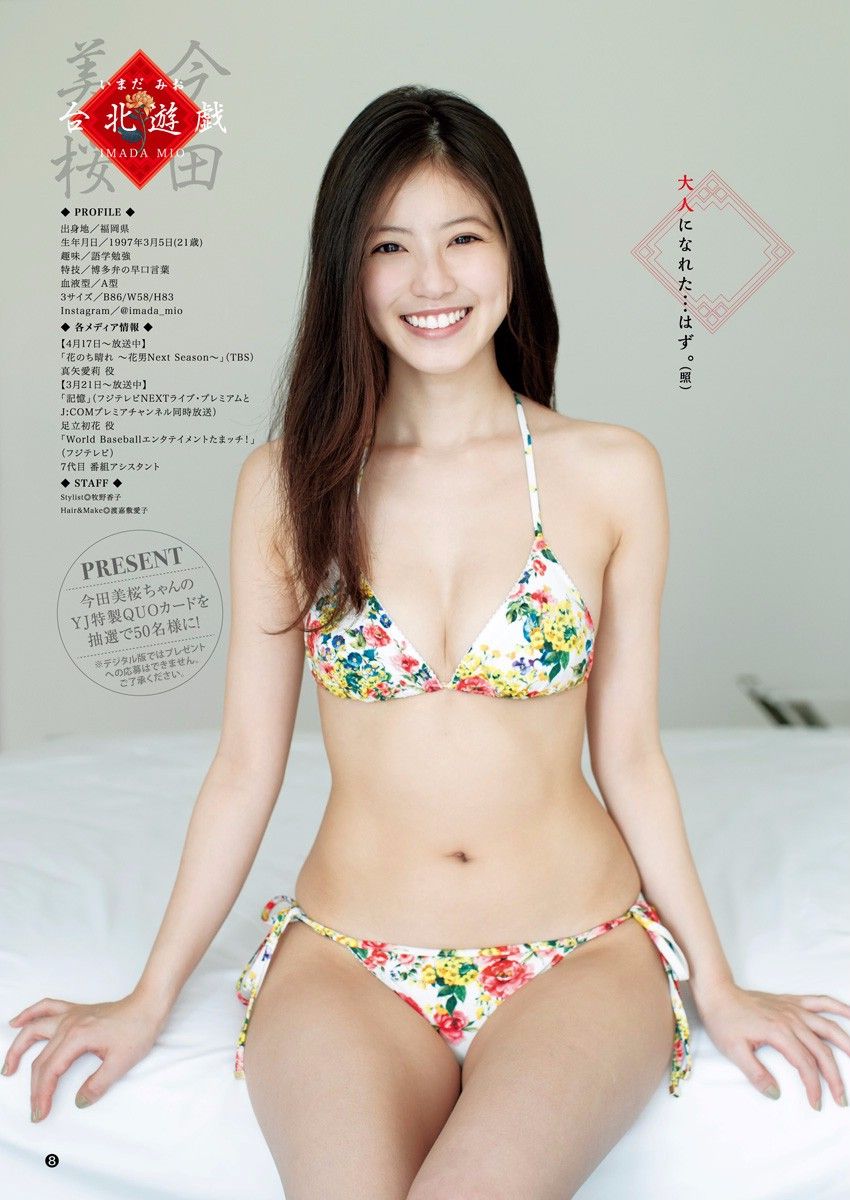 今田
美桜
いまだ みお
台北遊戯
IMADA MIO
◆ PROFILE ◆
出身地／福岡県
生年月日／1997年3月5日(21歳)
趣味／語学勉強
特技／博多弁の早口言葉
血液型／A型
3サイズ／B86/W58/H83
Instagram／@imada_mio
◆ 各メディア情報 ◆
【4月17日〜放送中】
「花のち晴れ 〜花男Next Season〜」(TBS)
真矢愛莉 役
【3月21日〜放送中】
「記憶」(フジテレビNEXTライブ・プレミアムと
J:COMプレミアチャンネル同時放送)
足立初花 役
「World Baseballエンタテイメントたまッチ！」
(フジテレビ)
7代目 番組アシスタント
◆ STAFF ◆
Stylist◎牧野香子
Hair&Make◎渡嘉敷愛子
PRESENT
今田美桜ちゃんの
YJ特製QUOカードを
抽選で50名様に!
※デジタル版ではプレゼント
への応募はできません。
ご了承ください。
大人になれた…はず。(照)
8